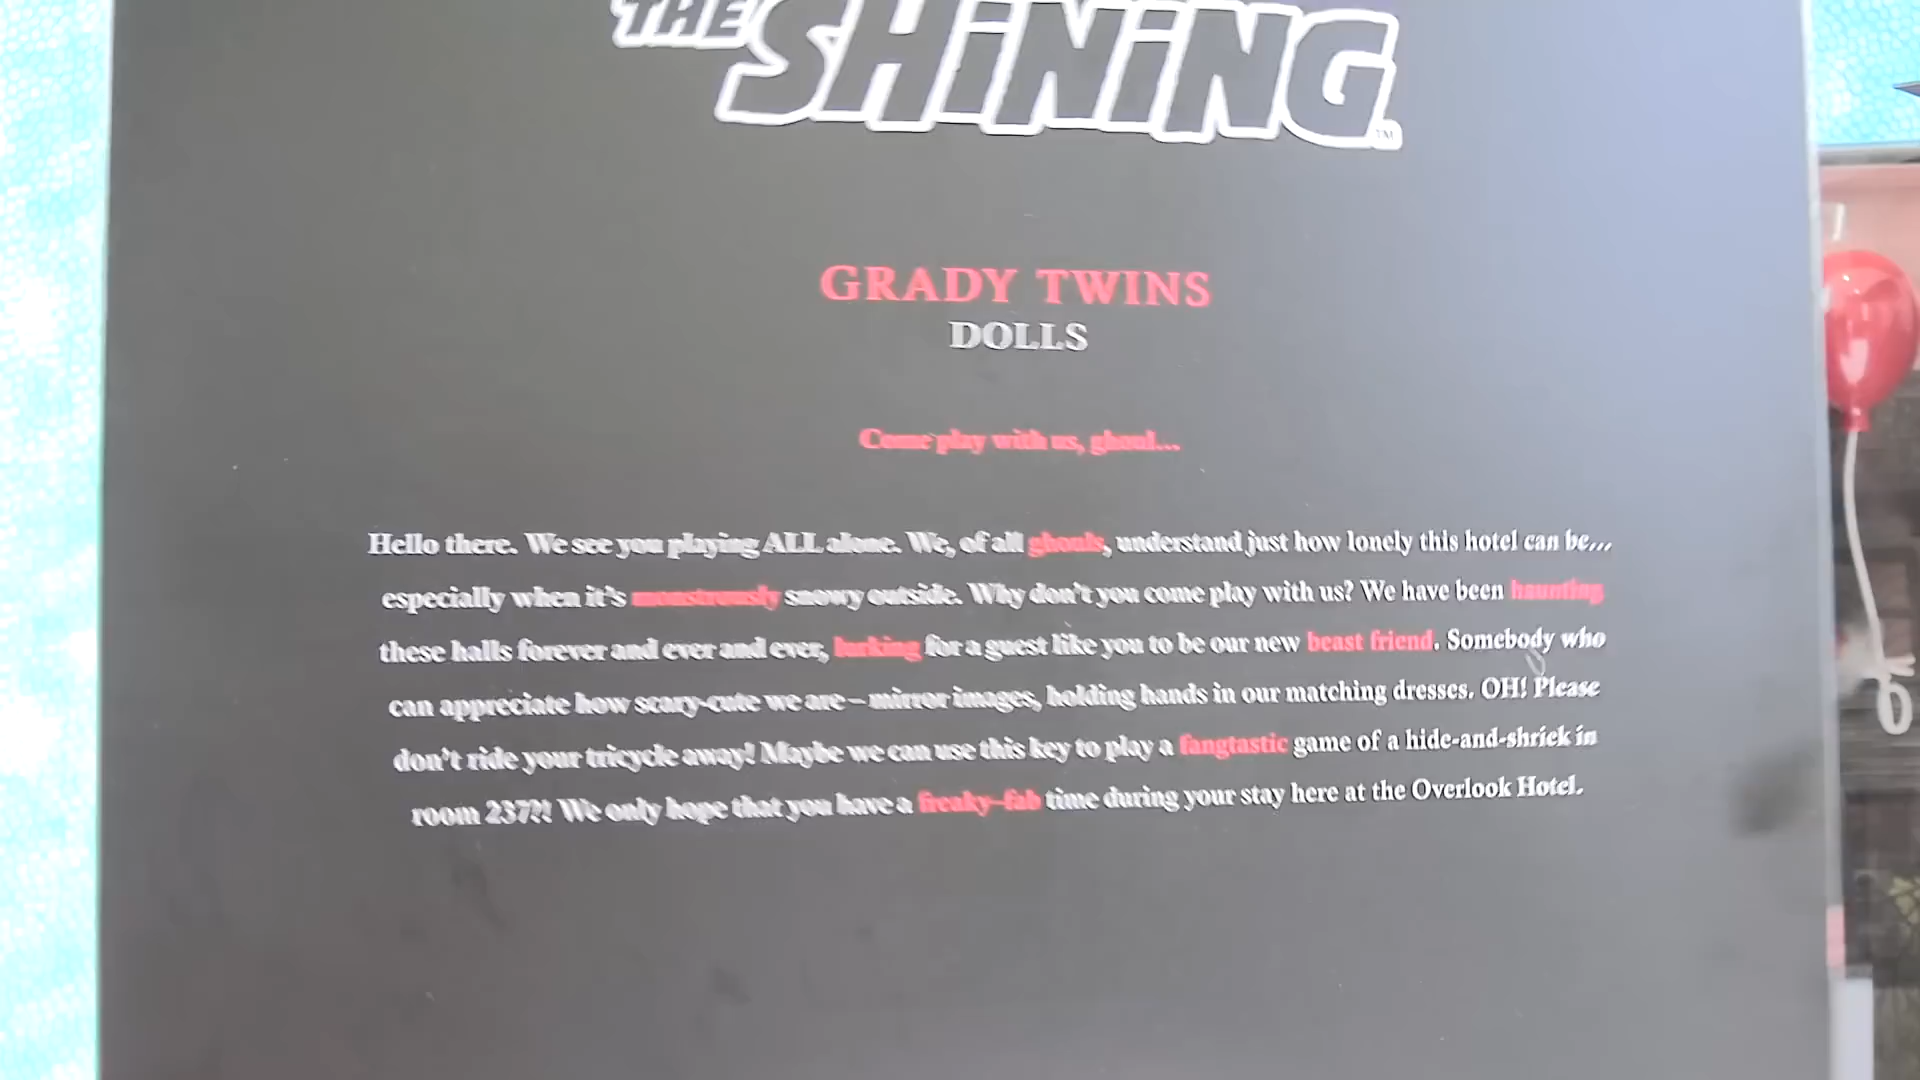 THE SHiNiNG
TM
GRADY TWINS
DOLLS
Come play with us, ghoul...
Hello there. We see you playing ALL alone. We, of all ghouls, understand just how lonely this hotel can be...
especially when it's monstrously snowy outside. Why don't you come play with us? We have been haunting
these halls forever and ever and ever, lurking for a guest like you to be our new beast friend. Somebody who
can appreciate how scary-cute we are – mirror images, holding hands in our matching dresses. OH! Please
don't ride your tricycle away! Maybe we can use this key to play a fangtastic game of a hide-and-shriek in
room 237?! We only hope that you have a freaky-fab time during your stay here at the Overlook Hotel.